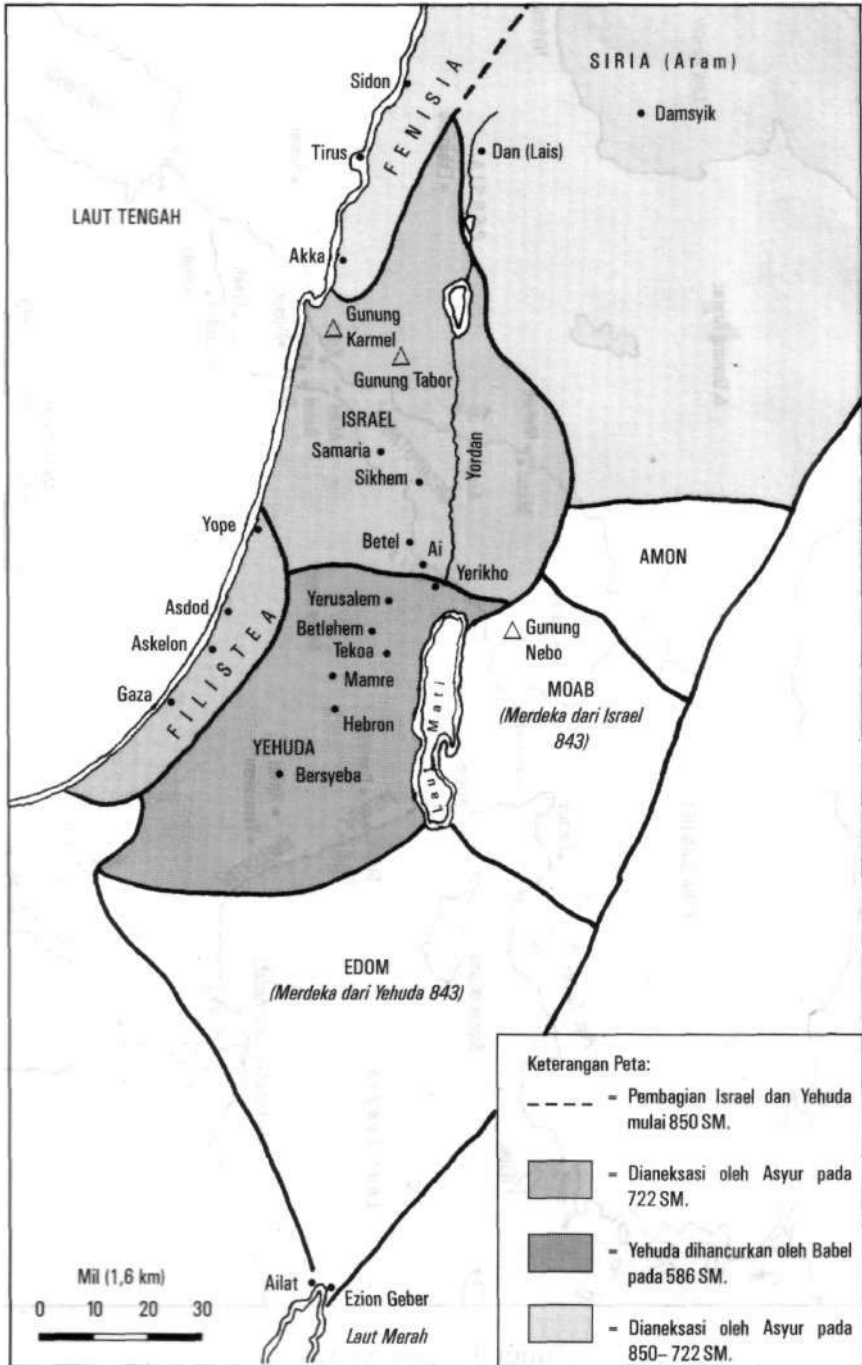 SIRIA (Aram)
Sidon
FENISIA
Damsyik
Tirus
Dan (Lais)
LAUT TENGAH
Akka
Gunung
Karmel
Gunung Tabor
ISRAEL
Samaria
Sikhem
Yordan
Yope
Betel
Ai
AMON
Yerikho
Yerusalem
Asdod
Betlehem
Gunung
Nebo
Askelon
Tekoa
FILISTEA
Mamre
Laut Mati
MOAB
(Merdeka dari Israel
843)
Gaza
Hebron
YEHUDA
Bersyeba
EDOM
(Merdeka dari Yehuda 843)
Keterangan Peta:
= Pembagian Israel dan Yehuda
mulai 850 SM.
= Dianeksasi oleh Asyur pada
722 SM.
= Yehuda dihancurkan oleh Babel
pada 586 SM.
= Dianeksasi oleh Asyur pada
850–722 SM.
Mil (1,6 km)
0 10 20 30
Ailat
Ezion Geber
Laut Merah